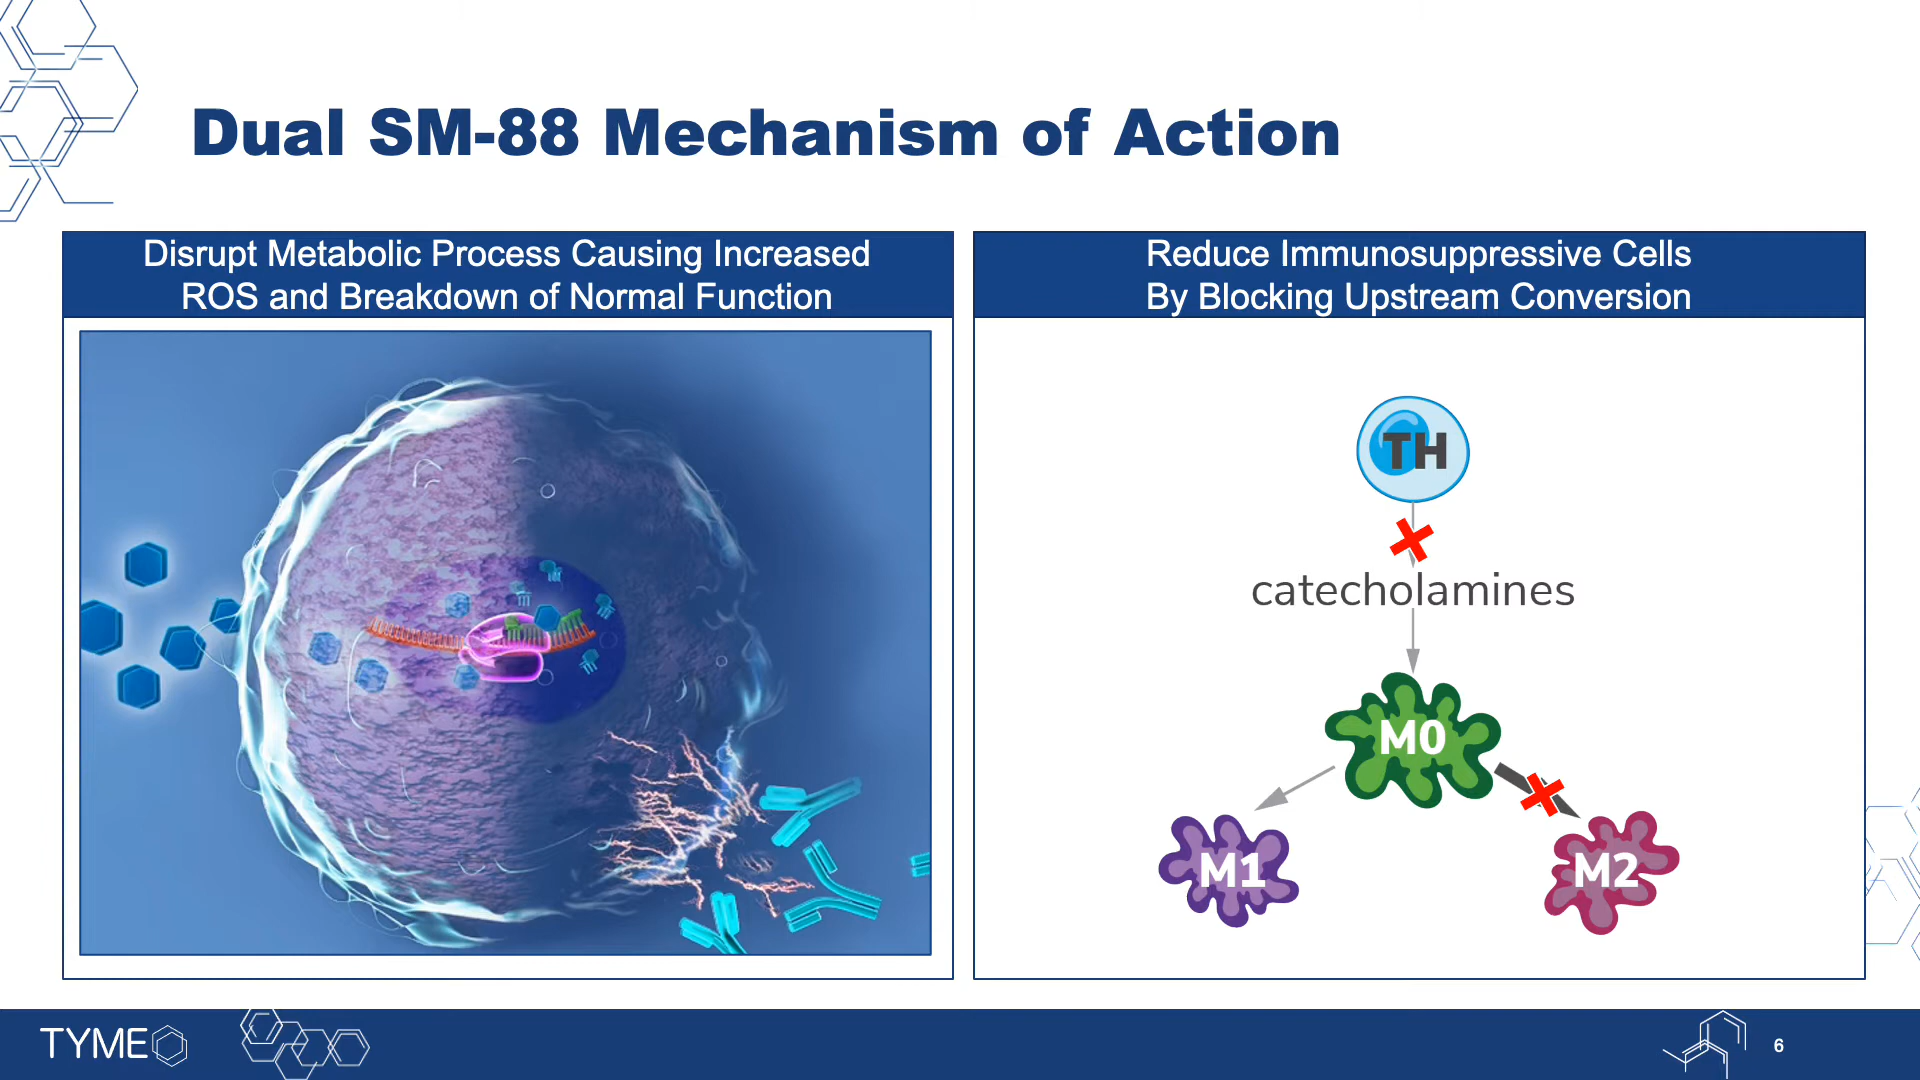 Dual SM-88 Mechanism of Action
Disrupt Metabolic Process Causing Increased
ROS and Breakdown of Normal Function
Reduce Immunosuppressive Cells
By Blocking Upstream Conversion
TH
catecholamines
M0
M1
M2
TYME
6